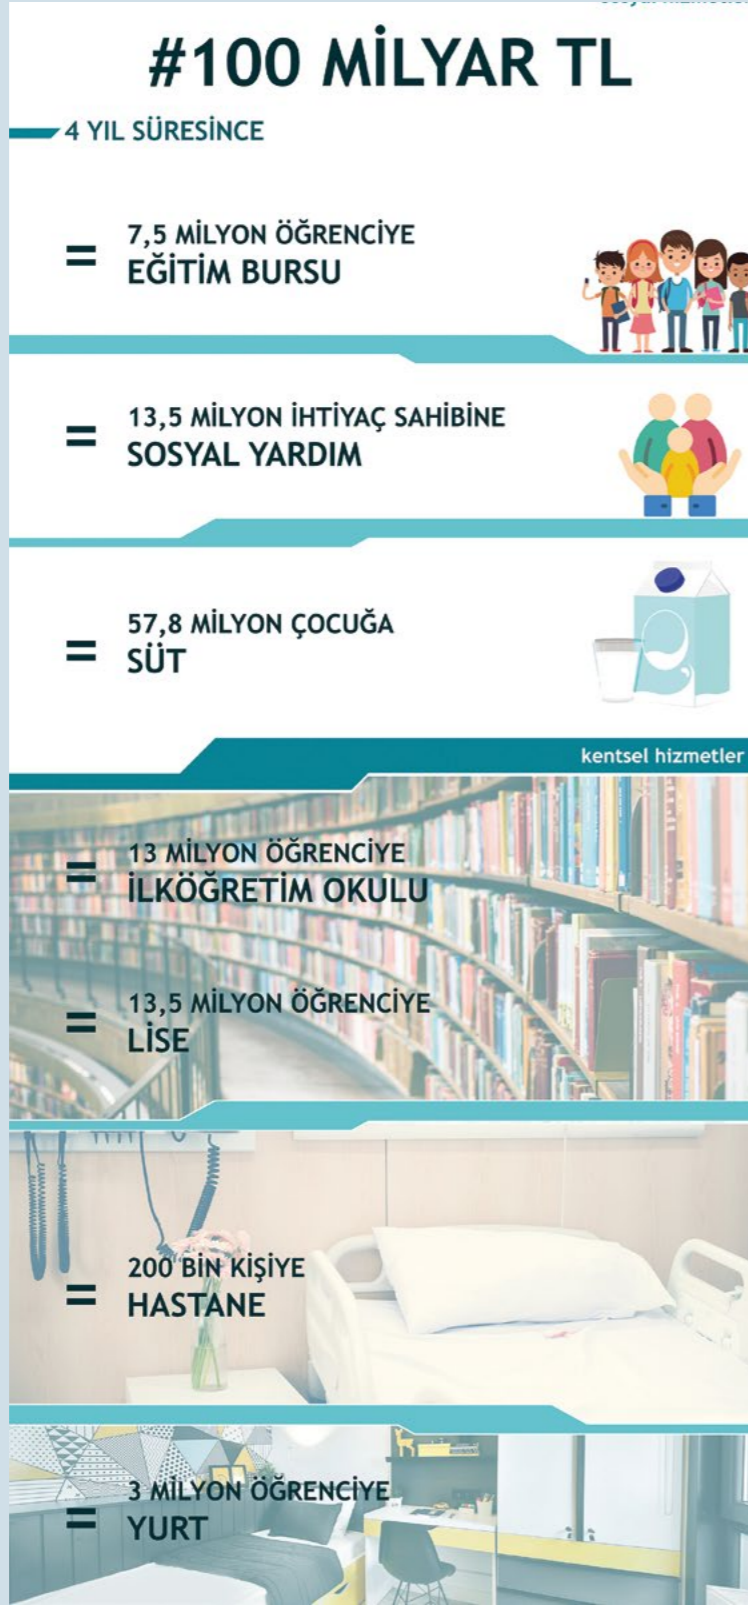 #100 MİLYAR TL
4 YIL SÜRESİNCE
= 7,5 MİLYON ÖĞRENCİYE
EĞİTİM BURSU
= 13,5 MİLYON İHTİYAÇ SAHİBİNE
SOSYAL YARDIM
= 57,8 MİLYON ÇOCUĞA
SÜT
kentsel hizmetler
= 13 MİLYON ÖĞRENCİYE
İLKÖĞRETİM OKULU
= 13,5 MİLYON ÖĞRENCİYE
LİSE
= 200 BİN KİŞİYE
HASTANE
= 3 MİLYON ÖĞRENCİYE
YURT